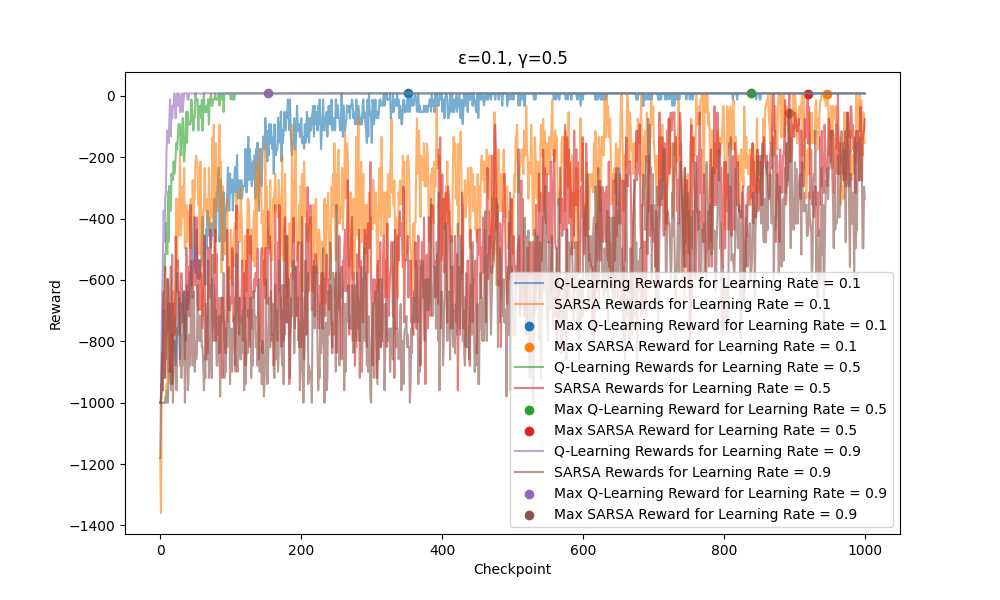 ε=0.1, γ=0.5
Reward
0
−200
−400
−600
−800
−1000
−1200
−1400
Q-Learning Rewards for Learning Rate = 0.1
SARSA Rewards for Learning Rate = 0.1
Max Q-Learning Reward for Learning Rate = 0.1
Max SARSA Reward for Learning Rate = 0.1
Q-Learning Rewards for Learning Rate = 0.5
SARSA Rewards for Learning Rate = 0.5
Max Q-Learning Reward for Learning Rate = 0.5
Max SARSA Reward for Learning Rate = 0.5
Q-Learning Rewards for Learning Rate = 0.9
SARSA Rewards for Learning Rate = 0.9
Max Q-Learning Reward for Learning Rate = 0.9
Max SARSA Reward for Learning Rate = 0.9
0 200 400 600 800 1000
Checkpoint